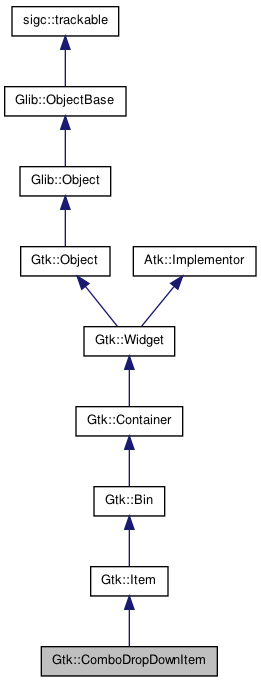 sigc::trackable
Glib::ObjectBase
Glib::Object
Gtk::Object
Atk::Implementor
Gtk::Widget
Gtk::Container
Gtk::Bin
Gtk::Item
Gtk::ComboDropDownItem